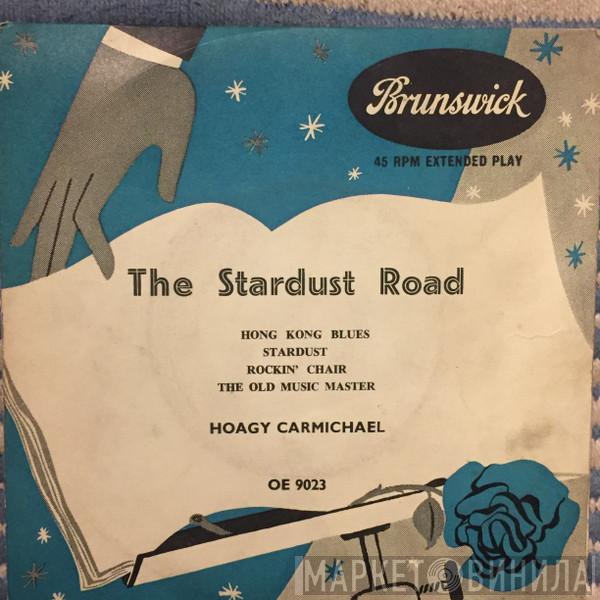 Brunswick
45 RPM EXTENDED PLAY
The Stardust Road
HONG KONG BLUES
STARDUST
ROCKIN' CHAIR
THE OLD MUSIC MASTER
HOAGY CARMICHAEL
OE 9023
МАРКЕТ ВИНИЛА